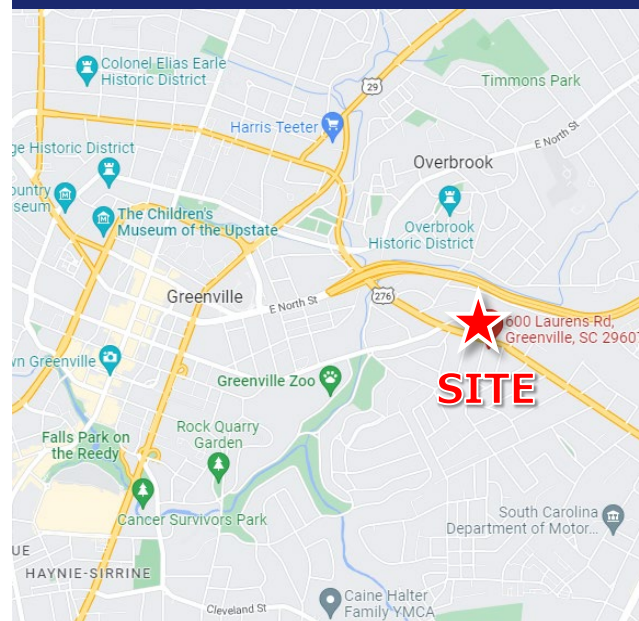 Colonel Elias Earle
Historic District
29
Timmons Park
Harris Teeter
E North St
ge Historic District
Overbrook
ountry
seum
The Children's
Museum of the Upstate
Overbrook
Historic District
Greenville
E North St
276
600 Laurens Rd,
Greenville, SC 29607
SITE
wn Greenville
Greenville Zoo
Rock Quarry
Garden
Falls Park on
the Reedy
Cancer Survivors Park
South Carolina
Department of Motor...
UE
HAYNIE-SIRRINE
Caine Halter
Family YMCA
Cleveland St